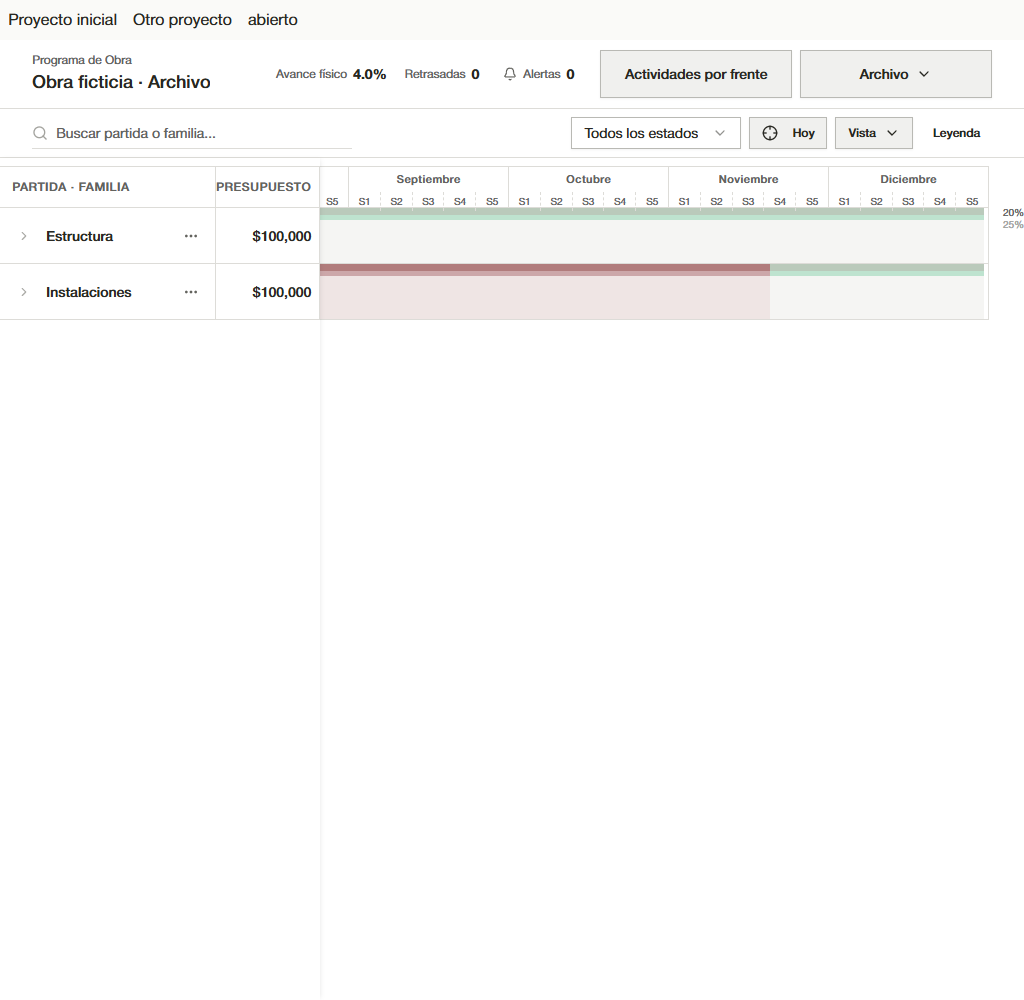 Proyecto inicial Otro proyecto abierto
Programa de Obra
Obra ficticia · Archivo
Avance físico 4.0% Retrasadas 0 Alertas 0
Actividades por frente
Archivo
Buscar partida o familia...
Todos los estados
Hoy
Vista
Leyenda
PARTIDA · FAMILIA PRESUPUESTO
Septiembre Octubre Noviembre Diciembre
S5 S1 S2 S3 S4 S5 S1 S2 S3 S4 S5 S1 S2 S3 S4 S5 S1 S2 S3 S4 S5
20%
25%
Estructura ··· $100,000
Instalaciones ··· $100,000